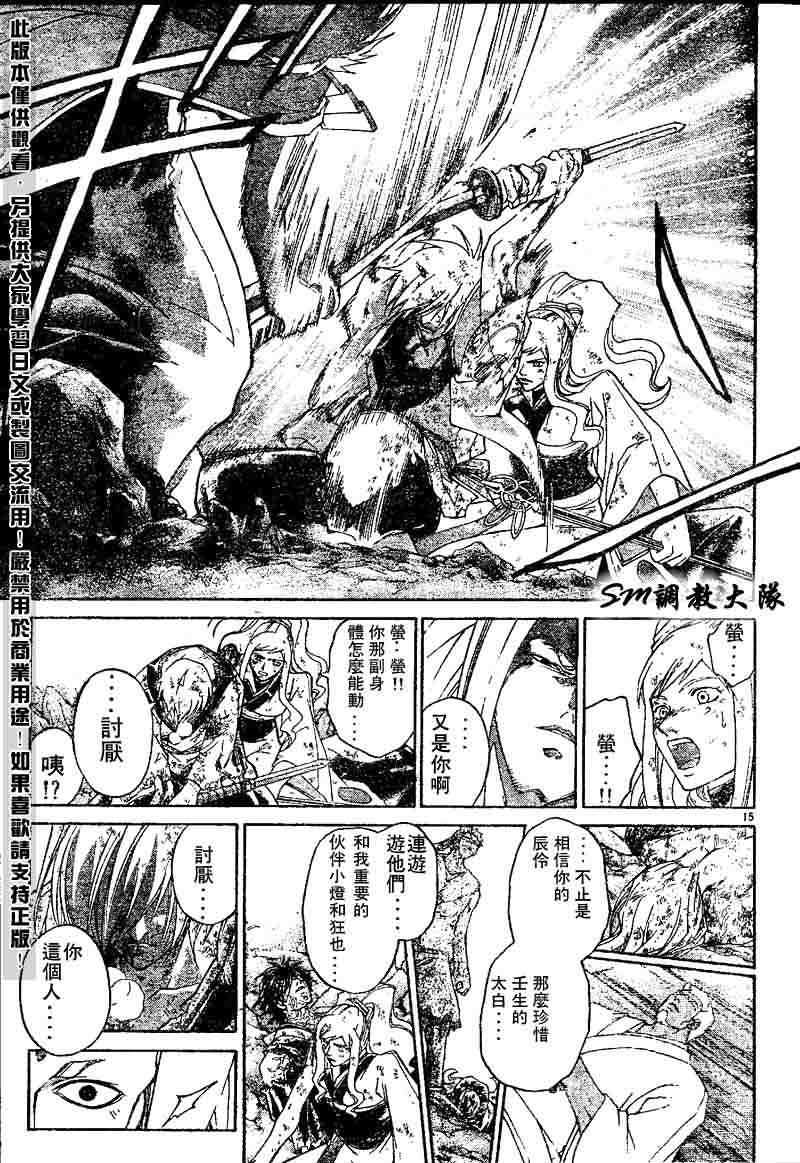 此版本僅供觀看．另提供大家學習日文或製圖交流用！嚴禁用於商業用途！如果喜歡請支持正版！
SM調教大隊
螢‥‥
螢‥‥!!
又是你啊
螢‥螢!!
你那副身
體怎麼能動
‥‥
‥‥
討厭
咦!?
15
‥‥不止是
相信你的
辰伶
那麼珍惜
壬生的
太白‥‥
連遊
遊他們‥‥
和我重要的
伙伴小燈和狂也‥‥
討厭
‥‥
你
這個人‥‥